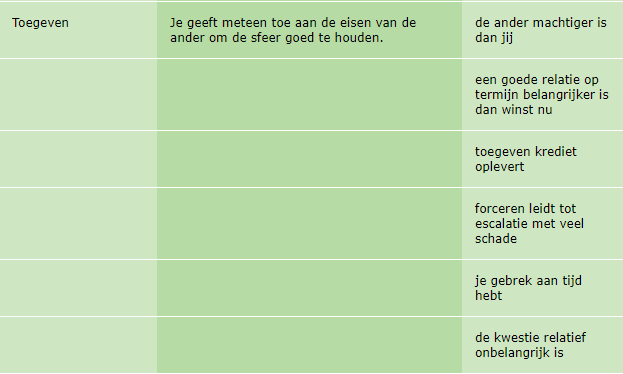 Toegeven
Je geeft meteen toe aan de eisen van de
ander om de sfeer goed te houden.
de ander machtiger is
dan jij
een goede relatie op
termijn belangrijker is
dan winst nu
toegeven krediet
oplevert
forceren leidt tot
escalatie met veel
schade
je gebrek aan tijd
hebt
de kwestie relatief
onbelangrijk is